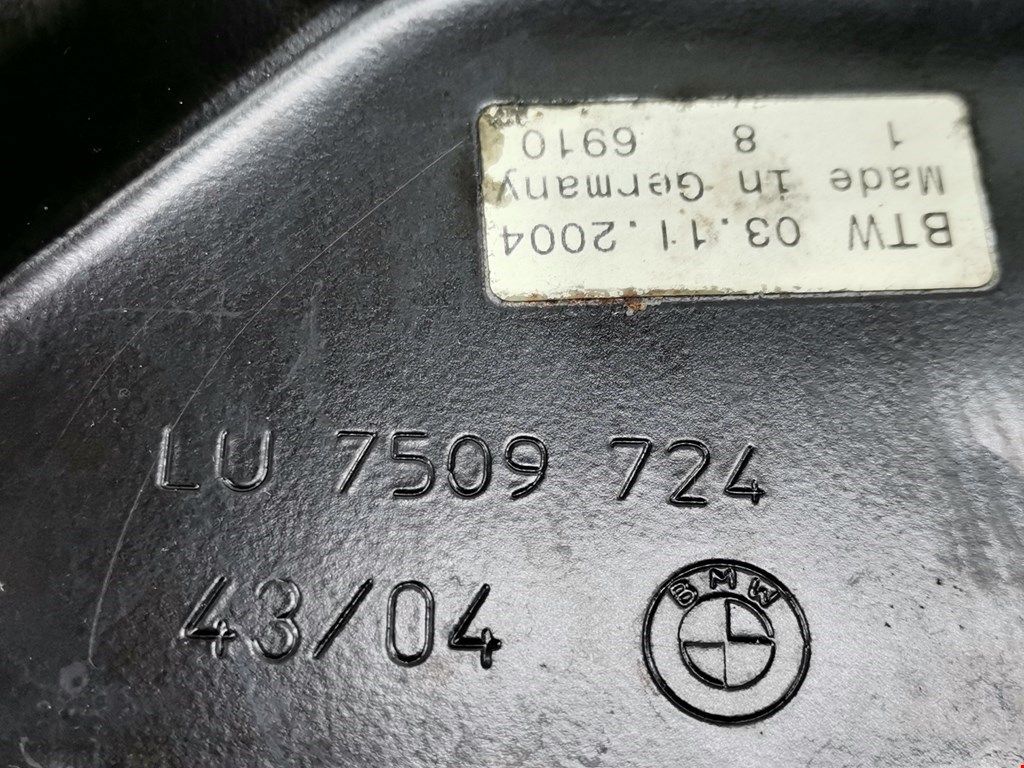 BTW 03.11.2004
Made in Germany
1 8 6910
LU 7509 724
43/04
BMW